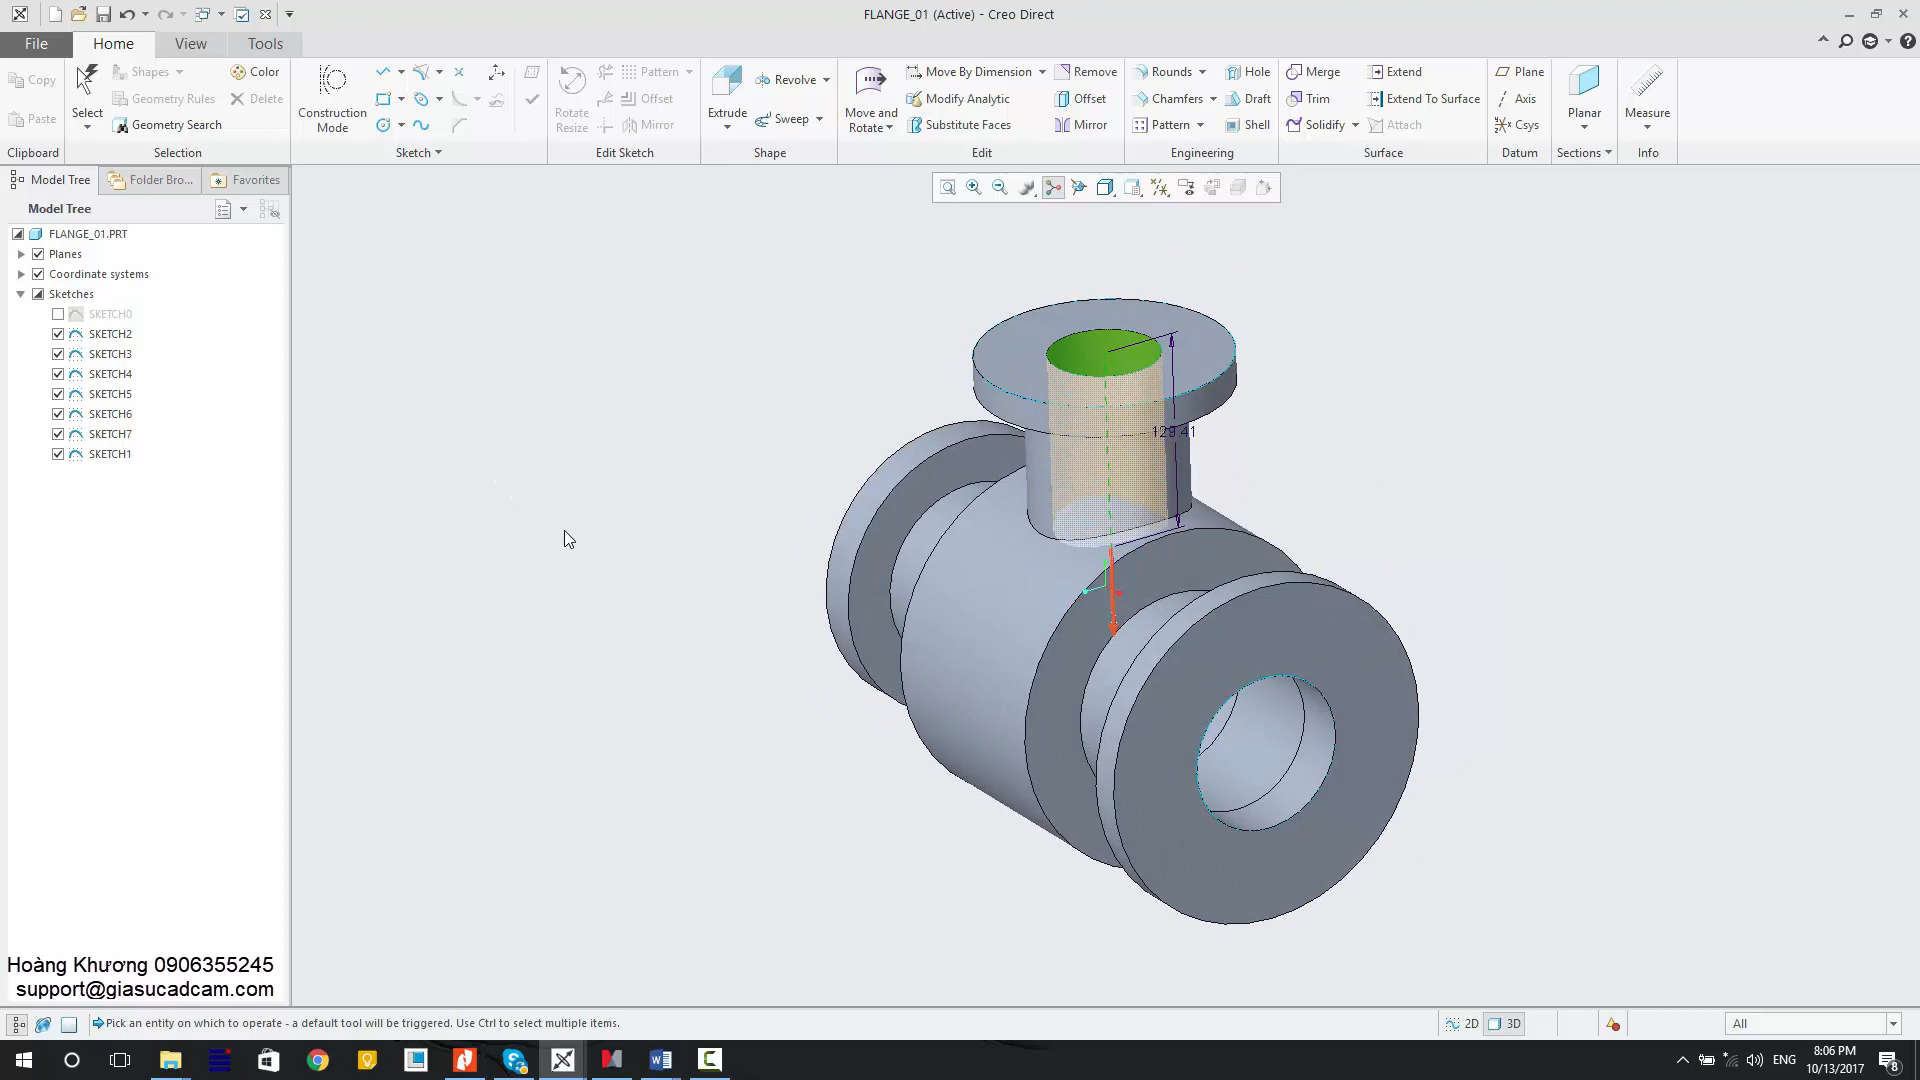 FLANGE_01 (Active) - Creo Direct
File Home View Tools
Copy Shapes Color Pattern Revolve Move By Dimension Remove Rounds Hole Merge Extend Plane
Geometry Rules Delete Offset Modify Analytic Offset Chamfers Draft Trim Extend To Surface Axis
Select Construction Mode Rotate Resize Extrude Move and Rotate Planar Measure
Paste Geometry Search Mirror Sweep Substitute Faces Mirror Pattern Shell Solidify Attach Csys
Clipboard Selection Sketch Edit Sketch Shape Edit Engineering Surface Datum Sections Info
Model Tree Folder Bro... Favorites
Model Tree
FLANGE_01.PRT
Planes
Coordinate systems
Sketches
SKETCH0
SKETCH2
SKETCH3
SKETCH4
SKETCH5
SKETCH6
SKETCH7
SKETCH1
129.41
Hoàng Khương 0906355245
support@giasucadcam.com
Pick an entity on which to operate - a default tool will be triggered. Use Ctrl to select multiple items.
2D 3D All
ENG 8:06 PM
10/13/2017
8